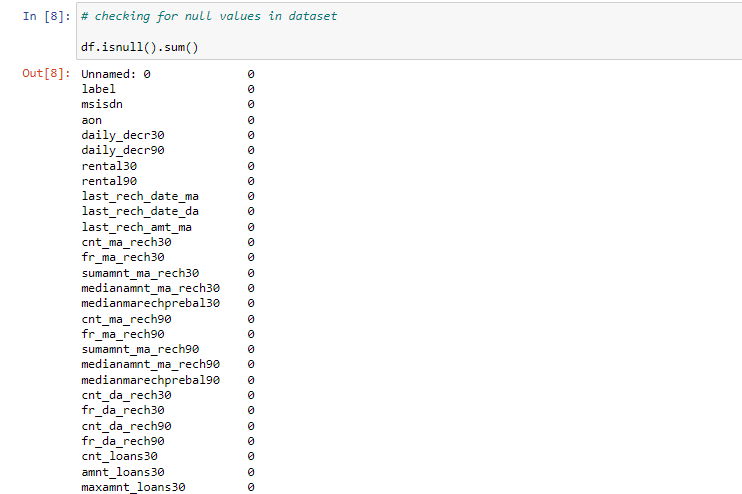 In [8]: # checking for null values in dataset
df.isnull().sum()
Out[8]: Unnamed: 0 0
label 0
msisdn 0
aon 0
daily_decr30 0
daily_decr90 0
rental30 0
rental90 0
last_rech_date_ma 0
last_rech_date_da 0
last_rech_amt_ma 0
cnt_ma_rech30 0
fr_ma_rech30 0
sumamnt_ma_rech30 0
medianamnt_ma_rech30 0
medianmarechprebal30 0
cnt_ma_rech90 0
fr_ma_rech90 0
sumamnt_ma_rech90 0
medianamnt_ma_rech90 0
medianmarechprebal90 0
cnt_da_rech30 0
fr_da_rech30 0
cnt_da_rech90 0
fr_da_rech90 0
cnt_loans30 0
amnt_loans30 0
maxamnt_loans30 0